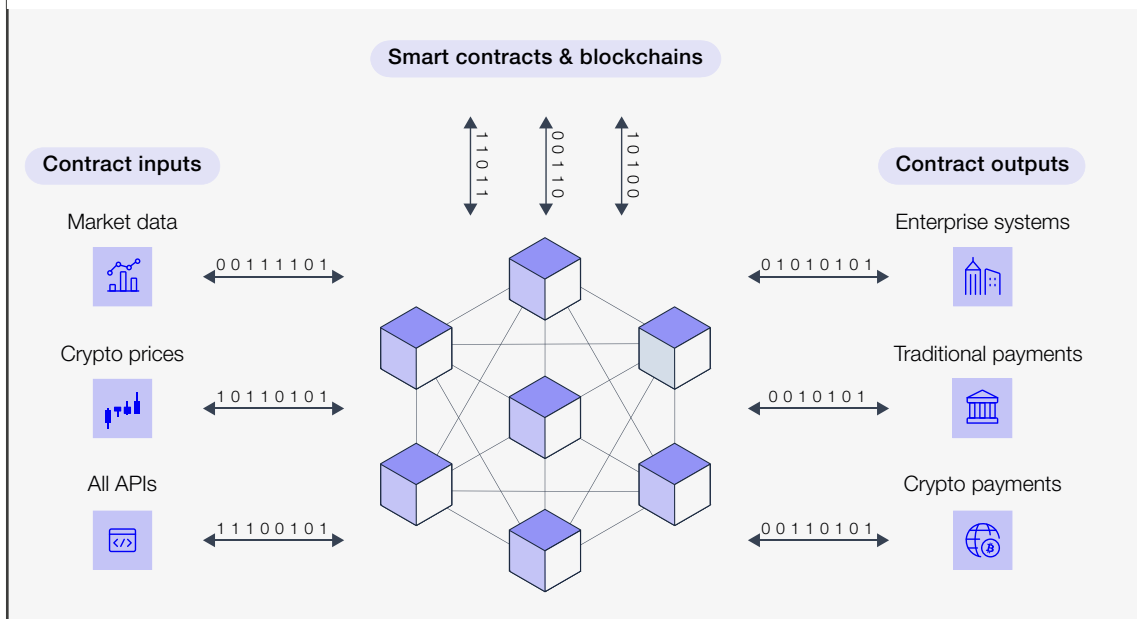 Smart contracts & blockchains
11011
00110
10100
Contract inputs
Contract outputs
Market data
00111101
01010101
Enterprise systems
Crypto prices
10110101
0010101
Traditional payments
All APIs
</>
11100101
00110101
Crypto payments